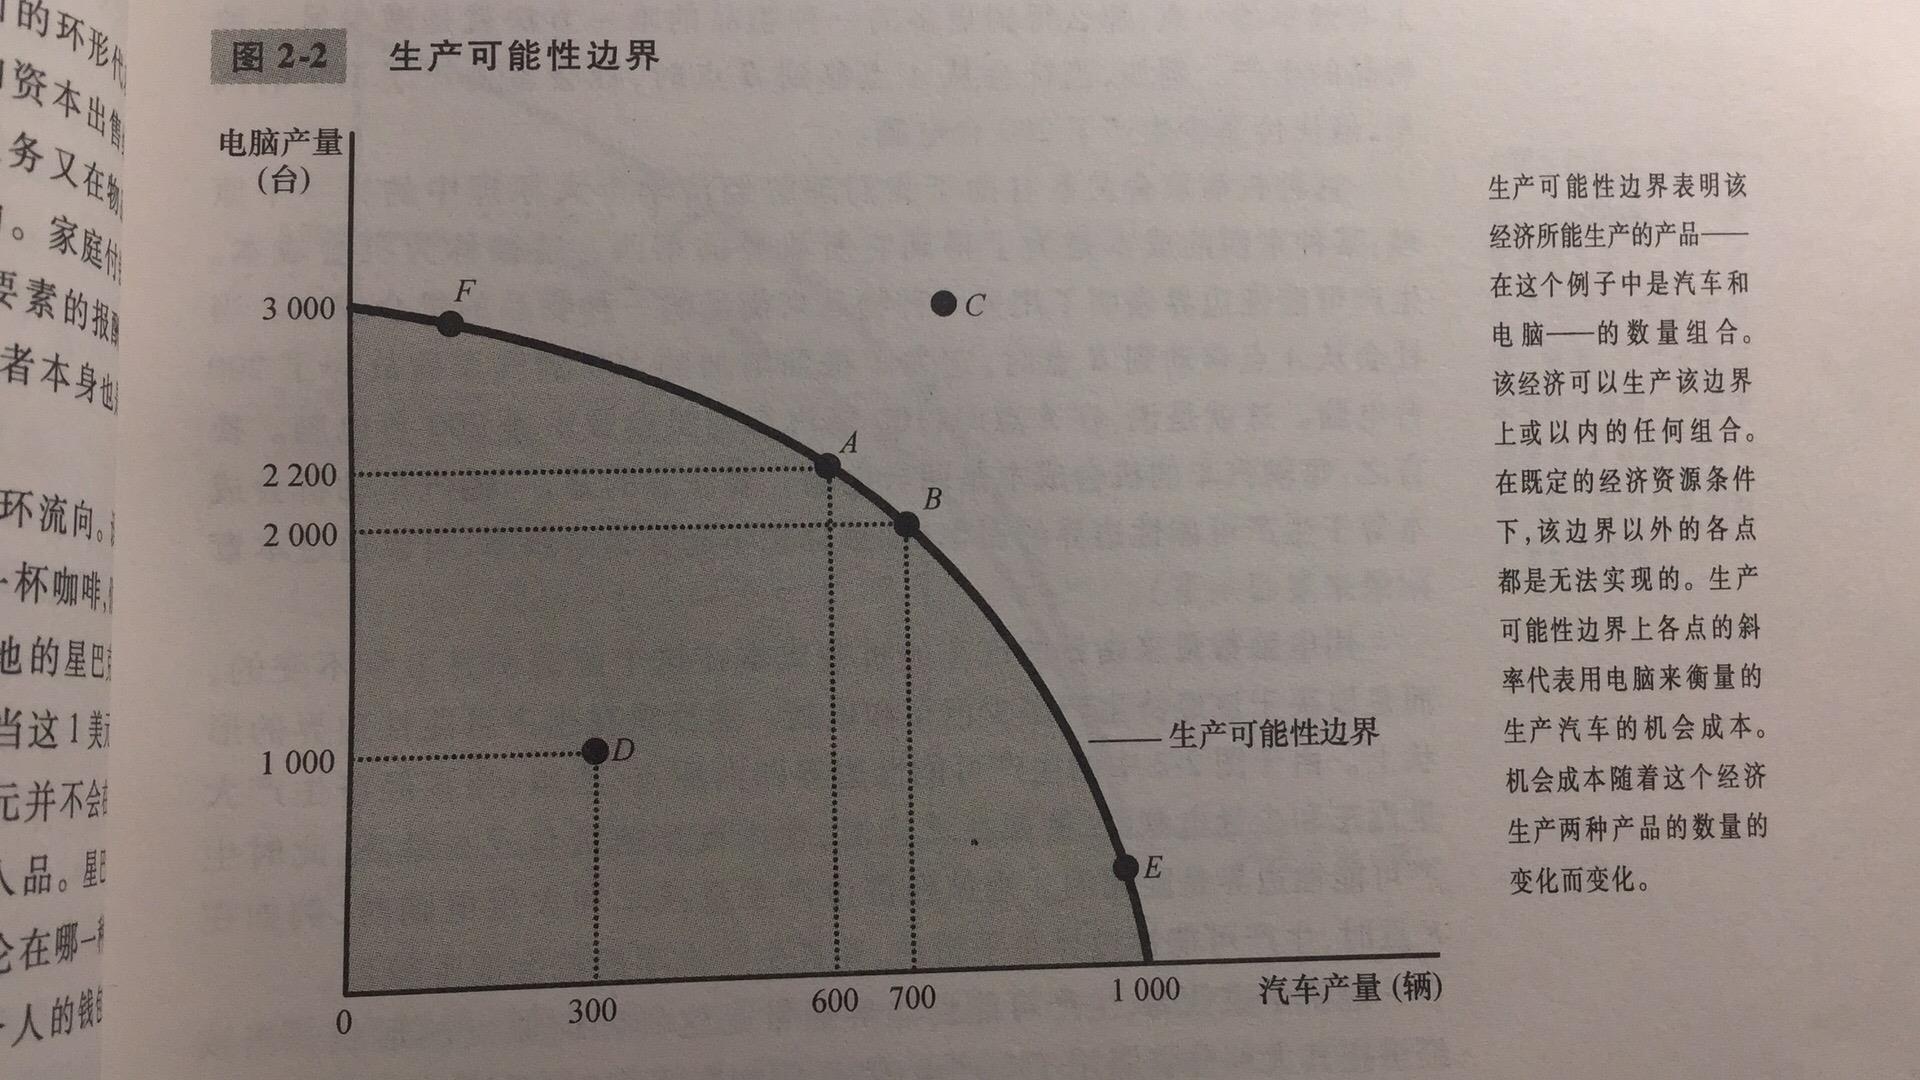 的环形代
资本出售
务又在物
。家庭付
要素的报酬
者本身也
环流向。
一杯咖啡,
他的星巴克
当这1美元
元并不会
人品。星巴
论在哪一种
个人的钱包
图 2-2 生产可能性边界
电脑产量
(台)
3 000
2 200
2 000
1 000
0
300
600
700
1 000
汽车产量 (辆)
F
C
A
B
D
E
生产可能性边界
生产可能性边界表明该
经济所能生产的产品——
在这个例子中是汽车和
电脑——的数量组合。
该经济可以生产该边界
上或以内的任何组合。
在既定的经济资源条件
下,该边界以外的各点
都是无法实现的。生产
可能性边界上各点的斜
率代表用电脑来衡量的
生产汽车的机会成本。
机会成本随着这个经济
生产两种产品的数量的
变化而变化。